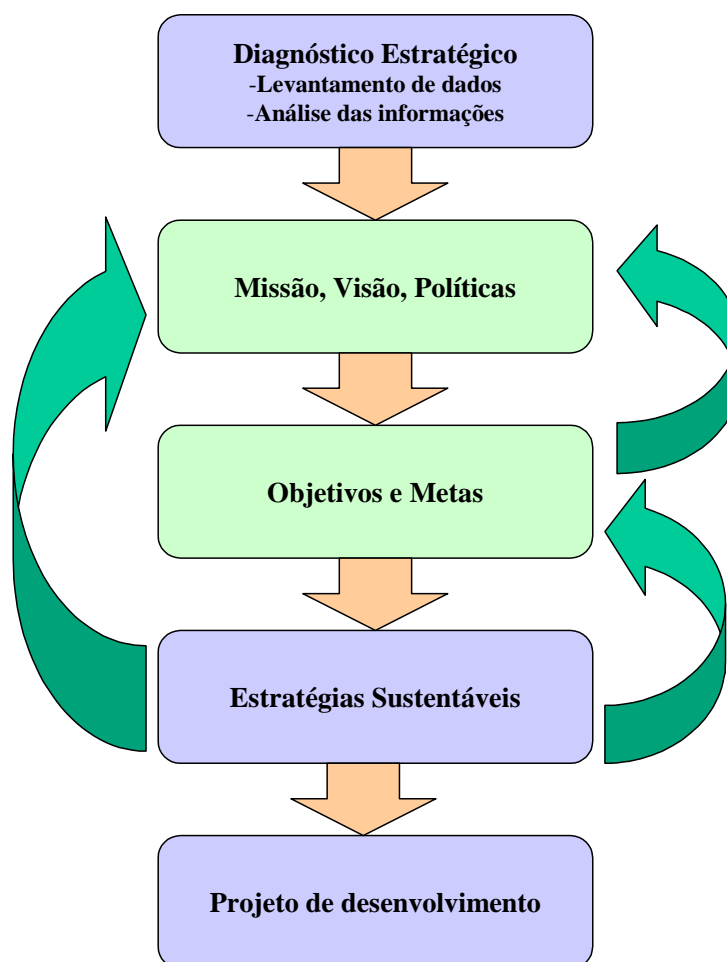 Diagnóstico Estratégico
-Levantamento de dados
-Análise das informações
Missão, Visão, Políticas
Objetivos e Metas
Estratégias Sustentáveis
Projeto de desenvolvimento